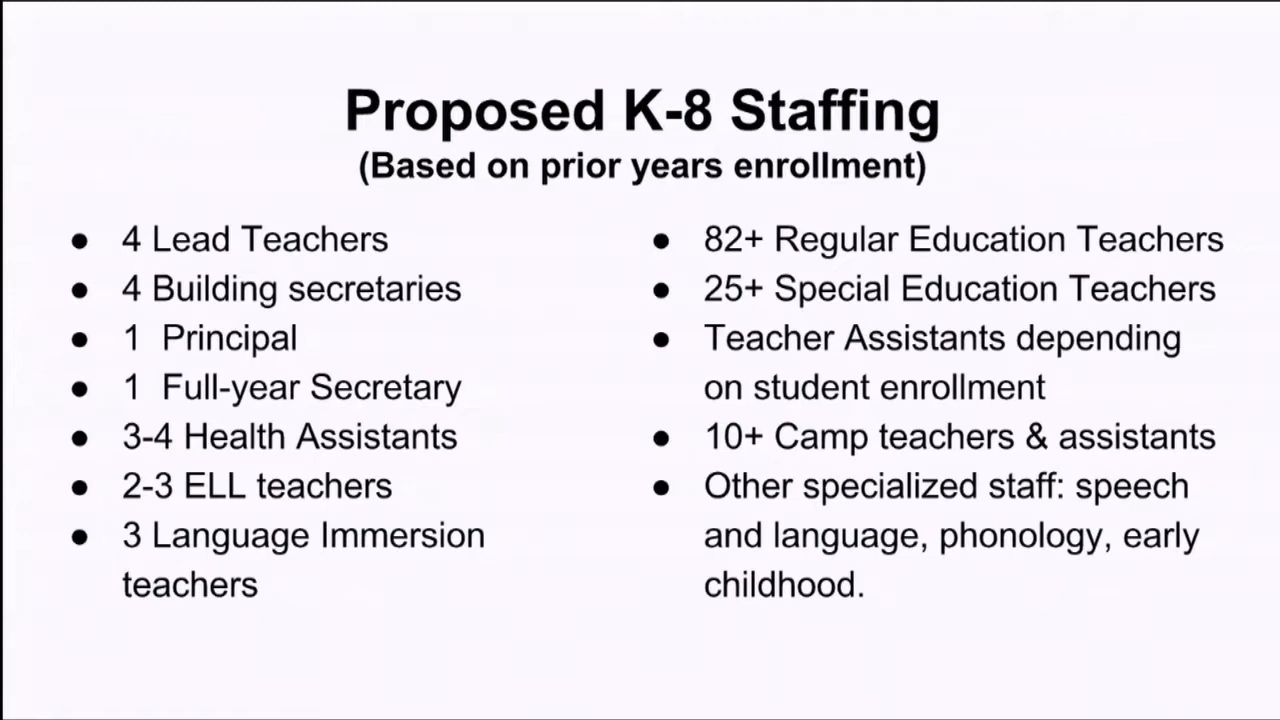 Proposed K-8 Staffing
(Based on prior years enrollment)
● 4 Lead Teachers
● 4 Building secretaries
● 1 Principal
● 1 Full-year Secretary
● 3-4 Health Assistants
● 2-3 ELL teachers
● 3 Language Immersion
teachers
● 82+ Regular Education Teachers
● 25+ Special Education Teachers
● Teacher Assistants depending
on student enrollment
● 10+ Camp teachers & assistants
● Other specialized staff: speech
and language, phonology, early
childhood.